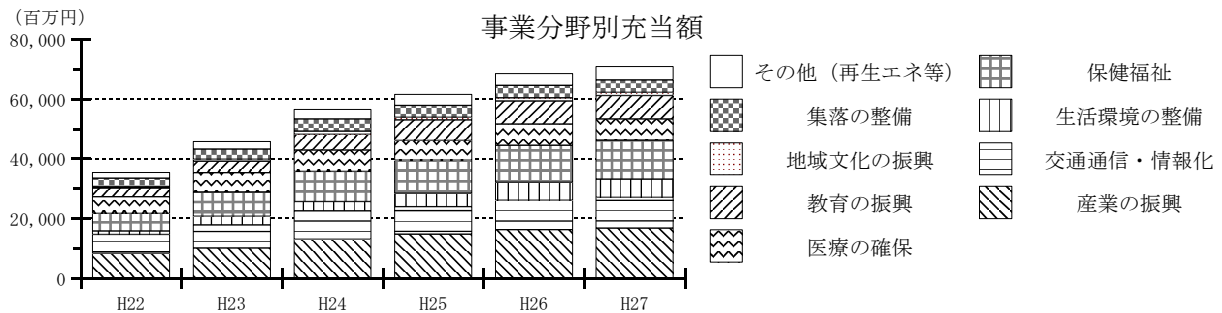 （百万円）
事業分野別充当額
80,000
60,000
40,000
20,000
0
H22
H23
H24
H25
H26
H27
その他（再生エネ等）
保健福祉
集落の整備
生活環境の整備
地域文化の振興
交通通信・情報化
教育の振興
産業の振興
医療の確保